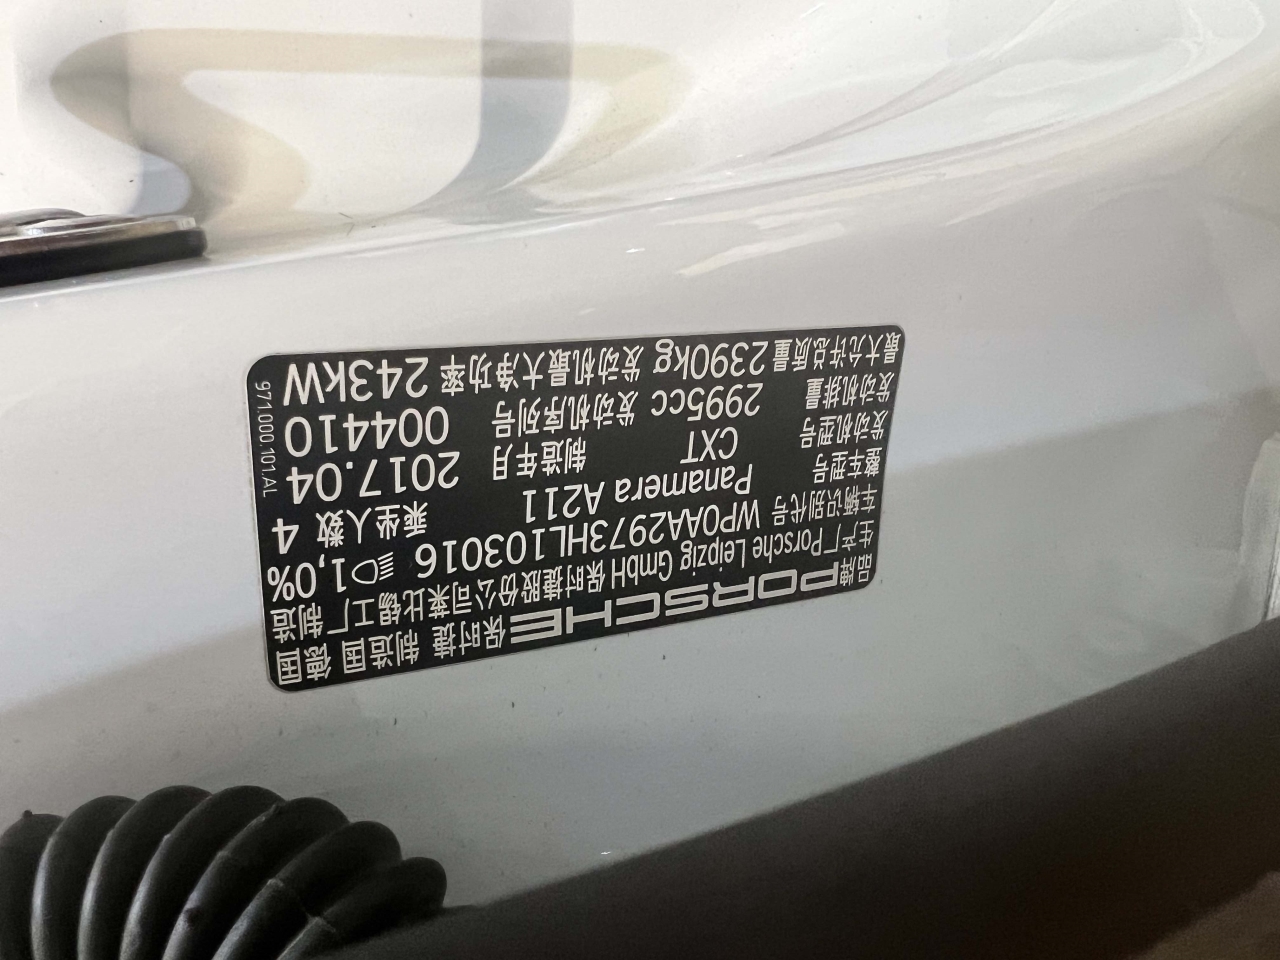 品牌 PORSCHE 保时捷 制造国 德国
生产厂 Porsche Leipzig GmbH 保时捷股份公司莱比锡工厂制造
车辆识别代号 WP0AA2973HL103016 1,0%
整车型号 Panamera A211 乘坐人数 4
发动机型号 CXT 制造年月 2017.04
发动机排量 2995cc 发动机序列号 004410
最大允许总质量 2390kg 发动机最大净功率 243kW
971.000.101.AL